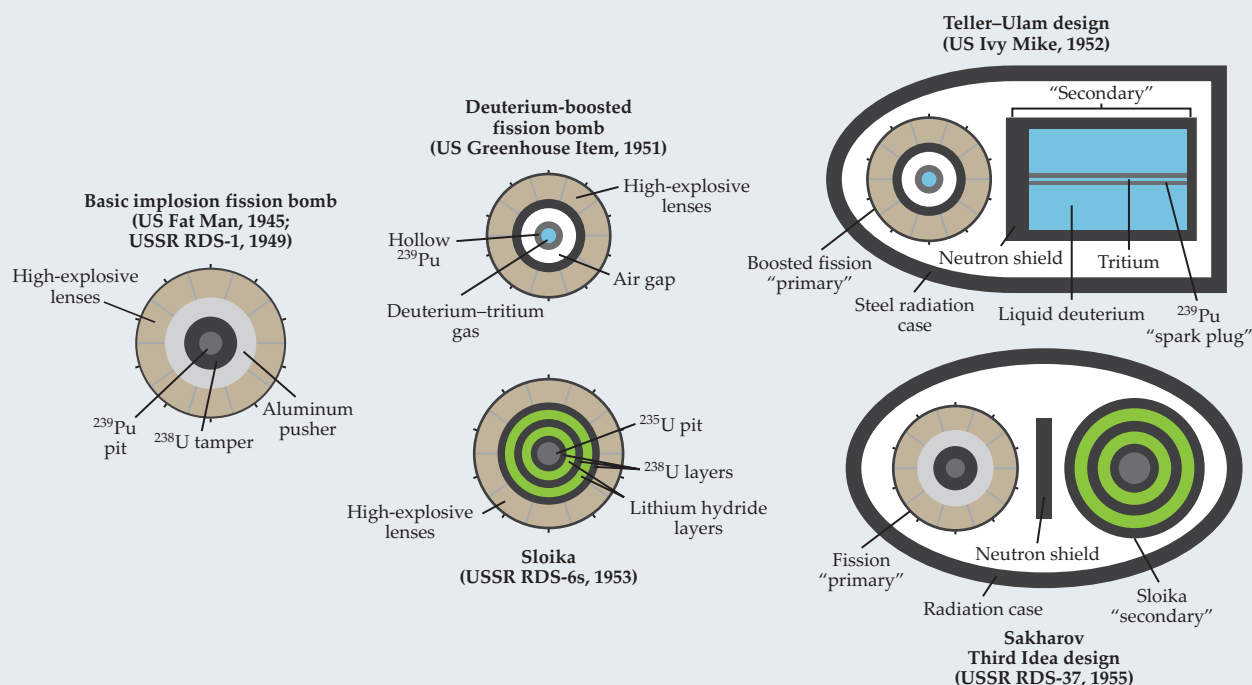 Basic implosion fission bomb
(US Fat Man, 1945;
USSR RDS-1, 1949)
High-explosive
lenses
²³⁹Pu
pit
²³⁸U tamper
Aluminum
pusher
Deuterium-boosted
fission bomb
(US Greenhouse Item, 1951)
High-explosive
lenses
Hollow
²³⁹Pu
Air gap
Deuterium–tritium
gas
²³⁵U pit
²³⁸U layers
Lithium hydride
layers
High-explosive
lenses
Sloika
(USSR RDS-6s, 1953)
Teller–Ulam design
(US Ivy Mike, 1952)
“Secondary”
Boosted fission
“primary”
Neutron shield
Tritium
Steel radiation
case
Liquid deuterium
²³⁹Pu
“spark plug”
Fission
“primary”
Neutron shield
Radiation case
Sloika
“secondary”
Sakharov
Third Idea design
(USSR RDS-37, 1955)